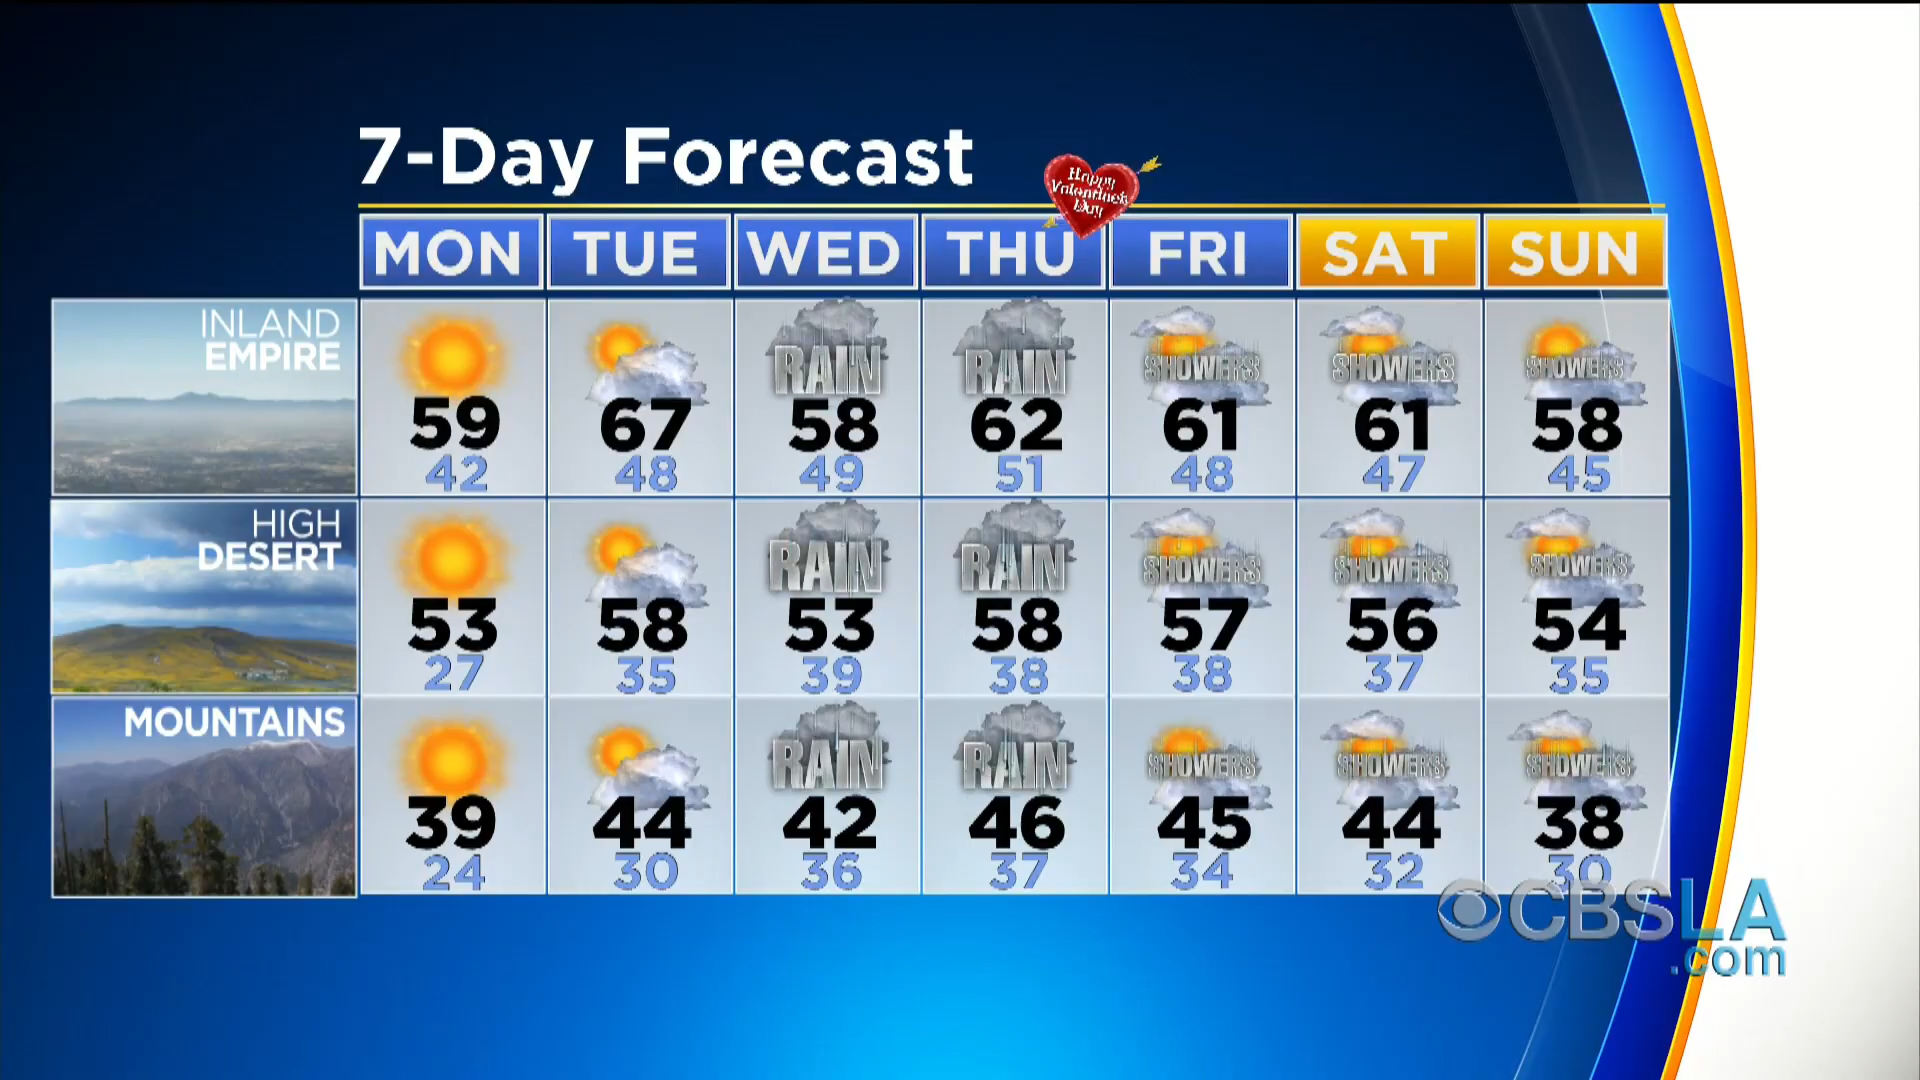 7-Day Forecast
Happy
Valentine's
Day
MON TUE WED THU FRI SAT SUN
INLAND
EMPIRE
RAIN RAIN SHOWERS SHOWERS SHOWERS
59 67 58 62 61 61 58
42 48 49 51 48 47 45
HIGH
DESERT
RAIN RAIN SHOWERS SHOWERS SHOWERS
53 58 53 58 57 56 54
27 35 39 38 38 37 35
MOUNTAINS
RAIN RAIN SHOWERS SHOWERS SHOWERS
39 44 42 46 45 44 38
24 30 36 37 34 32 30
CBSLA
.com